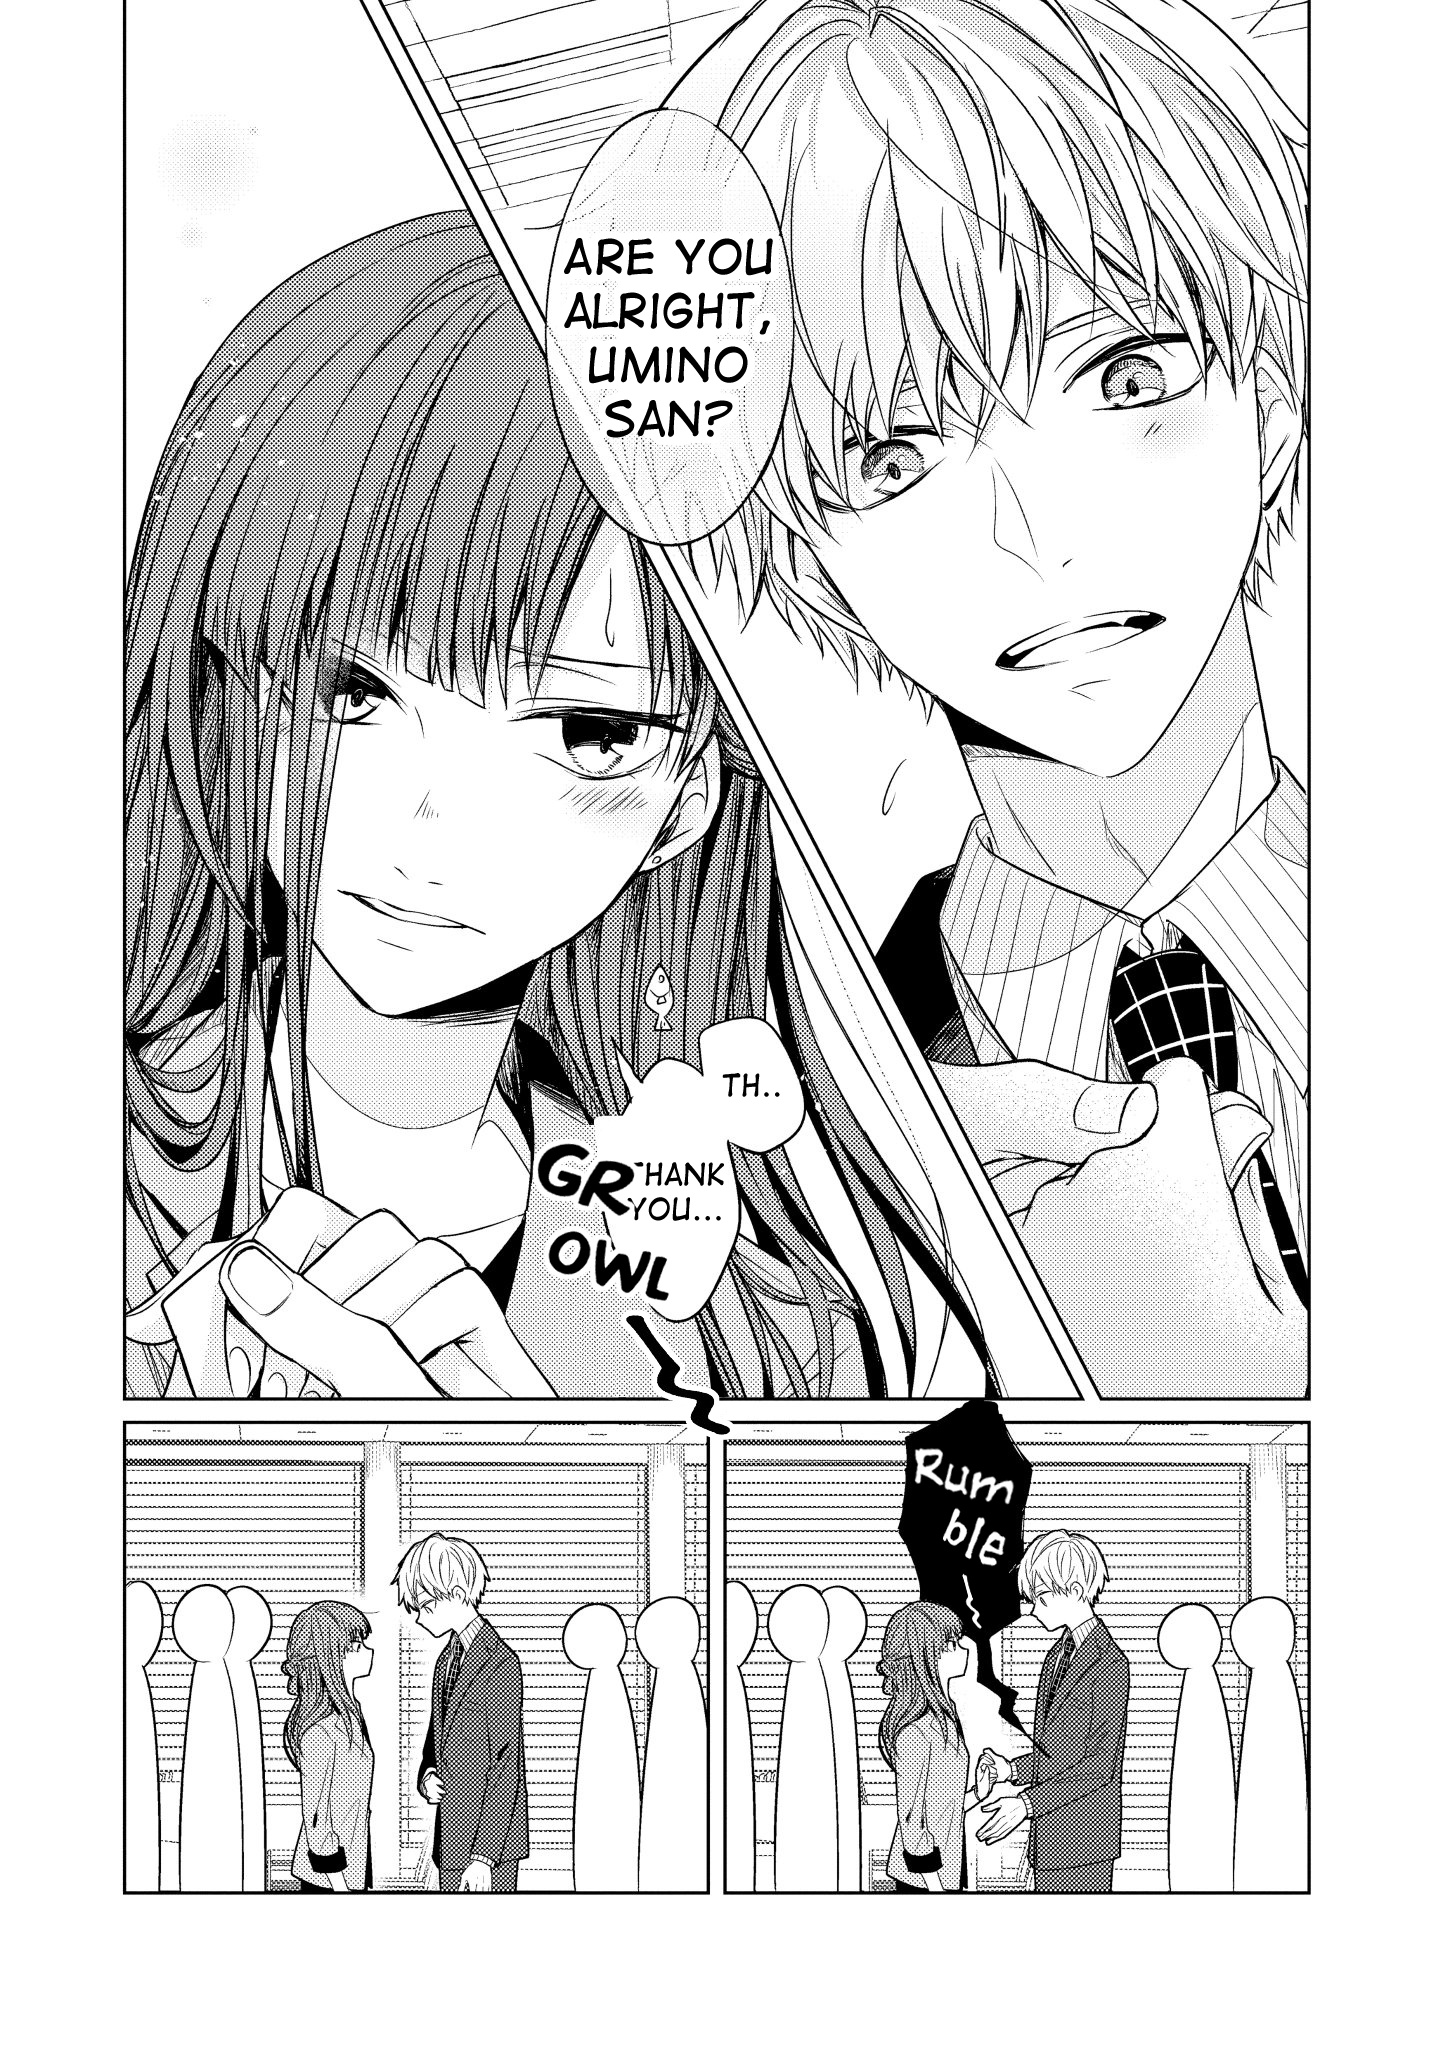 ARE YOU
ALRIGHT,
UMINO
SAN?
TH..
THANK
YOU...
GR
OWL
Rum
ble